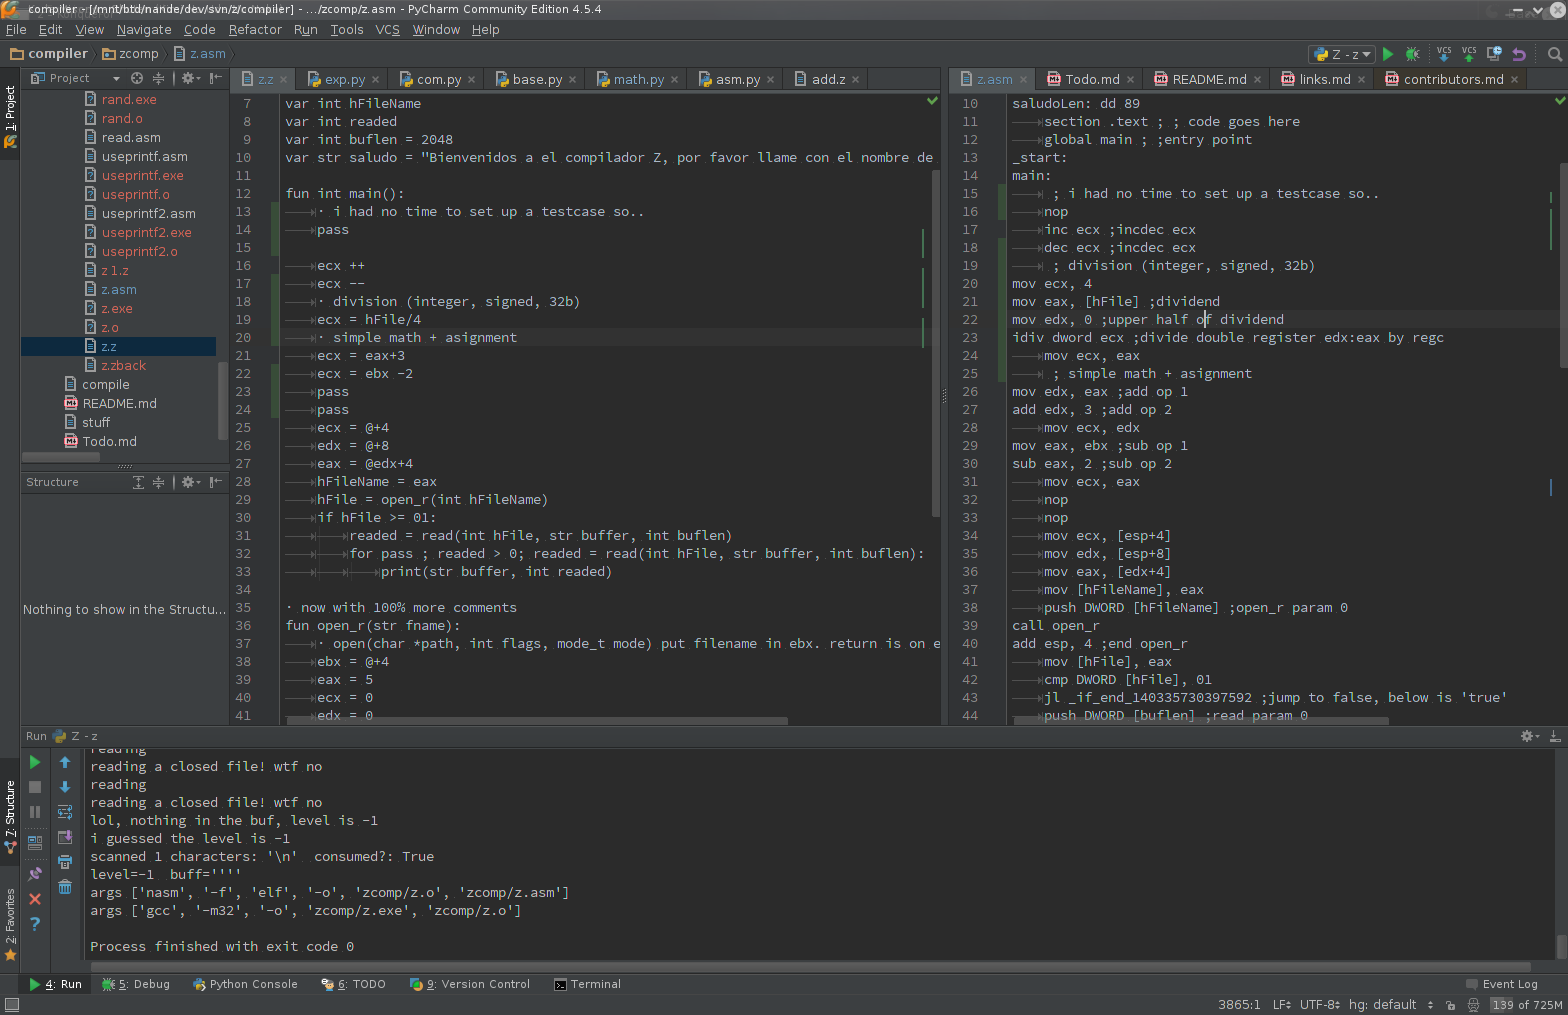 compiler - [/mnt/btd/nande/dev/svn/z/compiler] - .../zcomp/z.asm - PyCharm Community Edition 4.5.4
File Edit View Navigate Code Refactor Run Tools VCS Window Help
compiler zcomp z.asm Z - z VCS VCS
1: Project
Project
rand.exe
rand.o
read.asm
useprintf.asm
useprintf.exe
useprintf.o
useprintf2.asm
useprintf2.exe
useprintf2.o
z 1.z
z.asm
z.exe
z.o
z.z
z.zback
compile
README.md
stuff
Todo.md
Structure
Nothing to show in the Structu...
z.z exp.py com.py base.py math.py asm.py add.z
7 var int hFileName
8 var int readed
9 var int buflen = 2048
10 var str saludo = "Bienvenidos a el compilador Z, por favor llame con el nombre de
11
12 fun int main():
13 · i had no time to set up a testcase so..
14 pass
15
16 ecx ++
17 ecx --
18 · division (integer, signed, 32b)
19 ecx = hFile/4
20 · simple math + asignment
21 ecx = eax+3
22 ecx = ebx -2
23 pass
24 pass
25 ecx = @+4
26 edx = @+8
27 eax = @edx+4
28 hFileName = eax
29 hFile = open_r(int hFileName)
30 if hFile >= 01:
31 readed = read(int hFile, str buffer, int buflen)
32 for pass ; readed > 0; readed = read(int hFile, str buffer, int buflen):
33 print(str buffer, int readed)
34
35 · now with 100% more comments
36 fun open_r(str fname):
37 · open(char *path, int flags, mode_t mode) put filename in ebx. return is on e
38 ebx = @+4
39 eax = 5
40 ecx = 0
41 edx = 0
z.asm Todo.md README.md links.md contributors.md
10 saludoLen: dd 89
11 section .text ; ; code goes here
12 global main ; ;entry point
13 _start:
14 main:
15 ; i had no time to set up a testcase so..
16 nop
17 inc ecx ;incdec ecx
18 dec ecx ;incdec ecx
19 ; division (integer, signed, 32b)
20 mov ecx, 4
21 mov eax, [hFile] ;dividend
22 mov edx, 0 ;upper half of dividend
23 idiv dword ecx ;divide double register edx:eax by regc
24 mov ecx, eax
25 ; simple math + asignment
26 mov edx, eax ;add op 1
27 add edx, 3 ;add op 2
28 mov ecx, edx
29 mov eax, ebx ;sub op 1
30 sub eax, 2 ;sub op 2
31 mov ecx, eax
32 nop
33 nop
34 mov ecx, [esp+4]
35 mov edx, [esp+8]
36 mov eax, [edx+4]
37 mov [hFileName], eax
38 push DWORD [hFileName] ;open_r param 0
39 call open_r
40 add esp, 4 ;end open_r
41 mov [hFile], eax
42 cmp DWORD [hFile], 01
43 jl _if_end_140335730397592 ;jump to false, below is 'true'
44 push DWORD [buflen] ;read param 0
Run Z - z
7: Structure
2: Favorites
reading
reading a closed file! wtf no
reading
reading a closed file! wtf no
lol, nothing in the buf, level is -1
i guessed the level is -1
scanned 1 characters: '\n' consumed?: True
level=-1 buff=''''
args ['nasm', '-f', 'elf', '-o', 'zcomp/z.o', 'zcomp/z.asm']
args ['gcc', '-m32', '-o', 'zcomp/z.exe', 'zcomp/z.o']
Process finished with exit code 0
4: Run 5: Debug Python Console 6: TODO 9: Version Control Terminal Event Log
3865:1 LF UTF-8 hg: default 139 of 725M